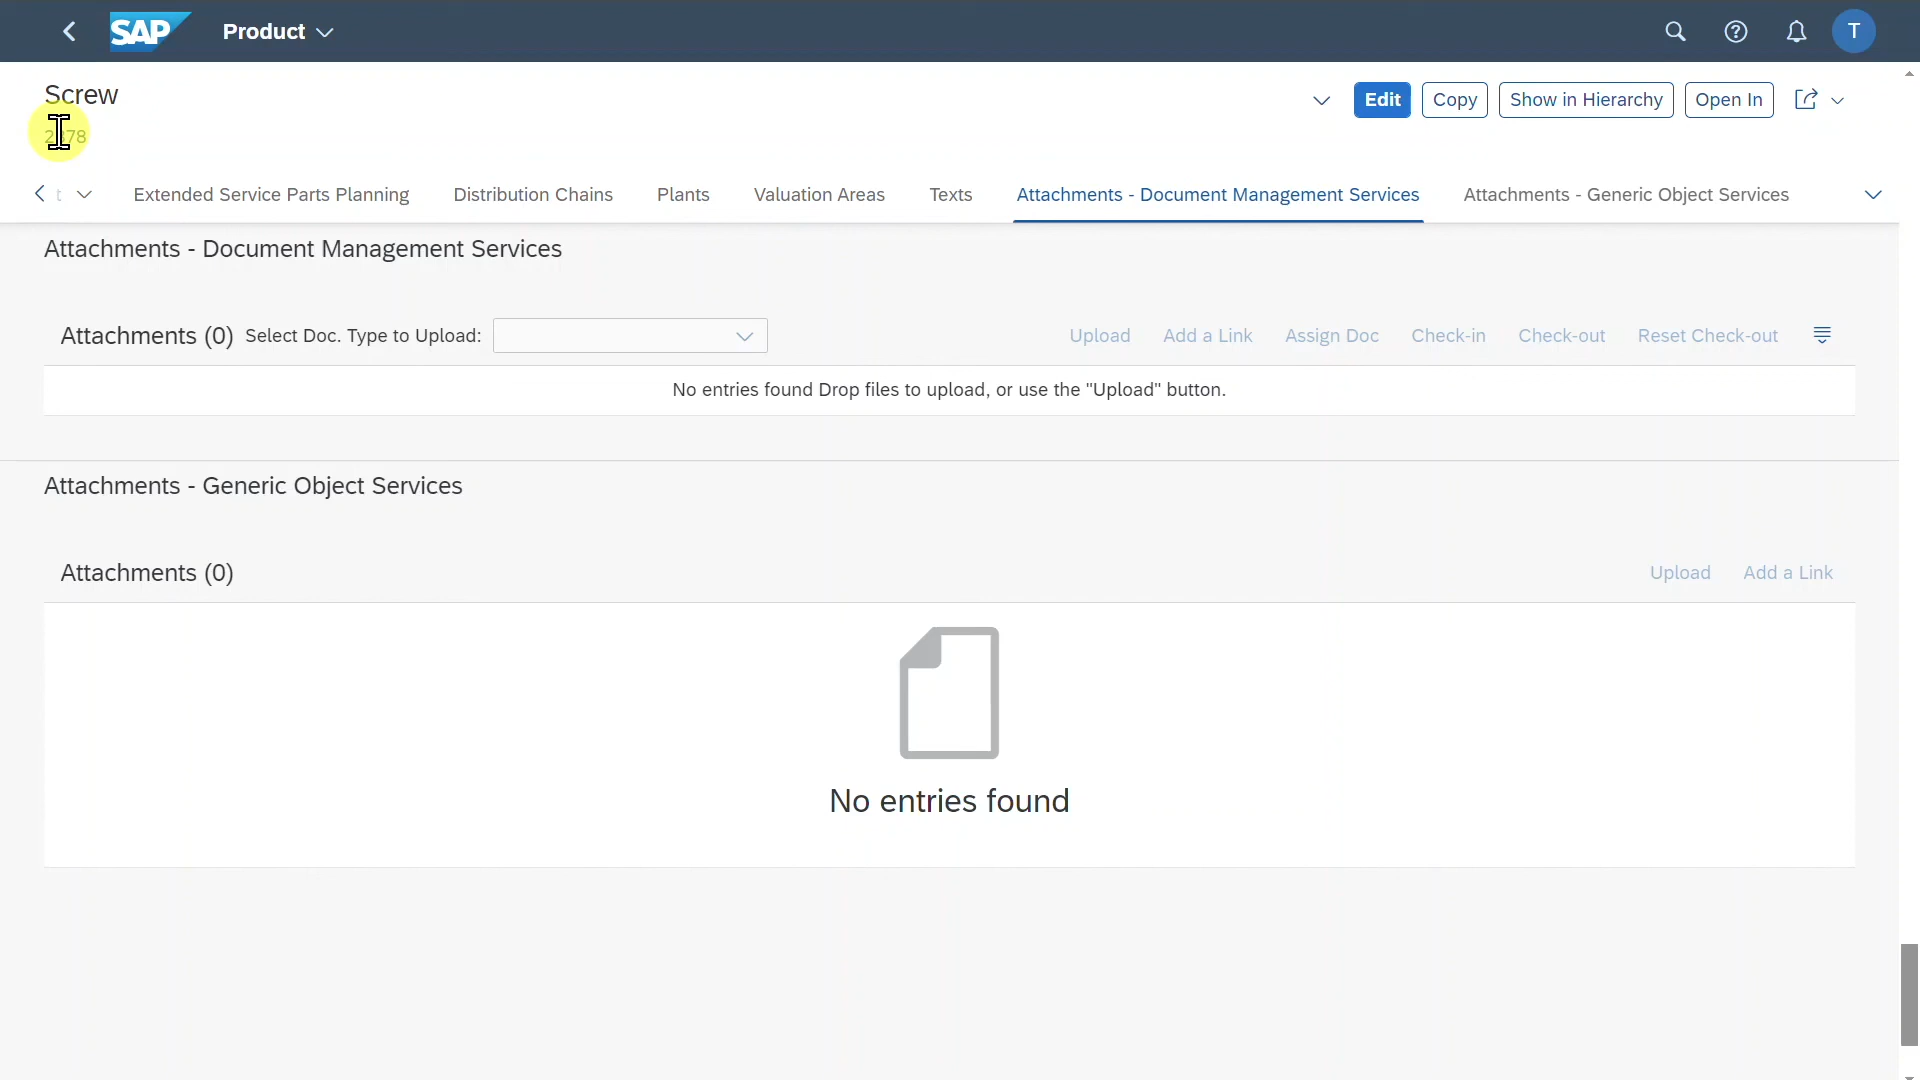 SAP Product T
Screw
Edit Copy Show in Hierarchy Open In
Extended Service Parts Planning Distribution Chains Plants Valuation Areas Texts Attachments - Document Management Services Attachments - Generic Object Services
Attachments - Document Management Services
Attachments (0) Select Doc. Type to Upload: Upload Add a Link Assign Doc Check-in Check-out Reset Check-out
No entries found Drop files to upload, or use the "Upload" button.
Attachments - Generic Object Services
Attachments (0) Upload Add a Link
No entries found